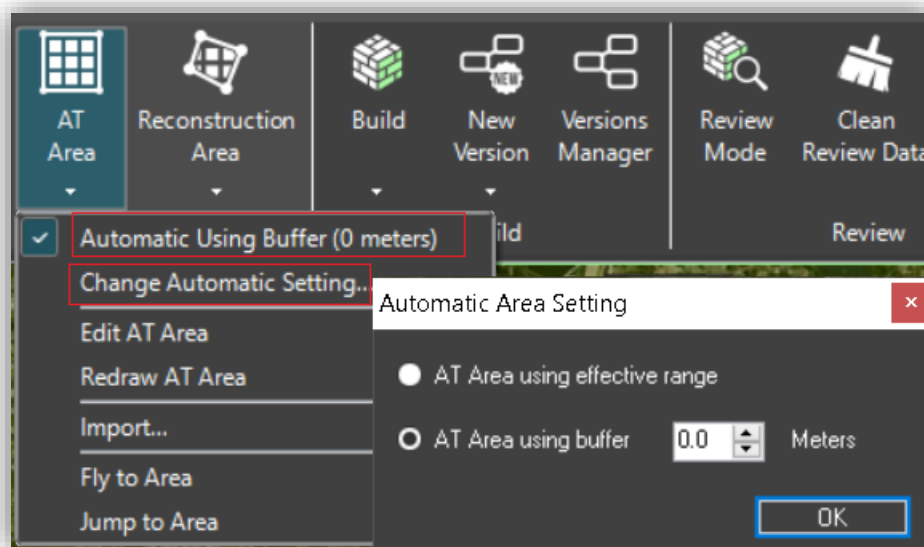 AT
Area
Reconstruction
Area
Build
New
Version
NEW
Versions
Manager
Review
Mode
Clean
Review Data
Review
Automatic Using Buffer (0 meters)
Change Automatic Setting...
Edit AT Area
Redraw AT Area
Import...
Fly to Area
Jump to Area
Automatic Area Setting
AT Area using effective range
AT Area using buffer 0.0 Meters
OK